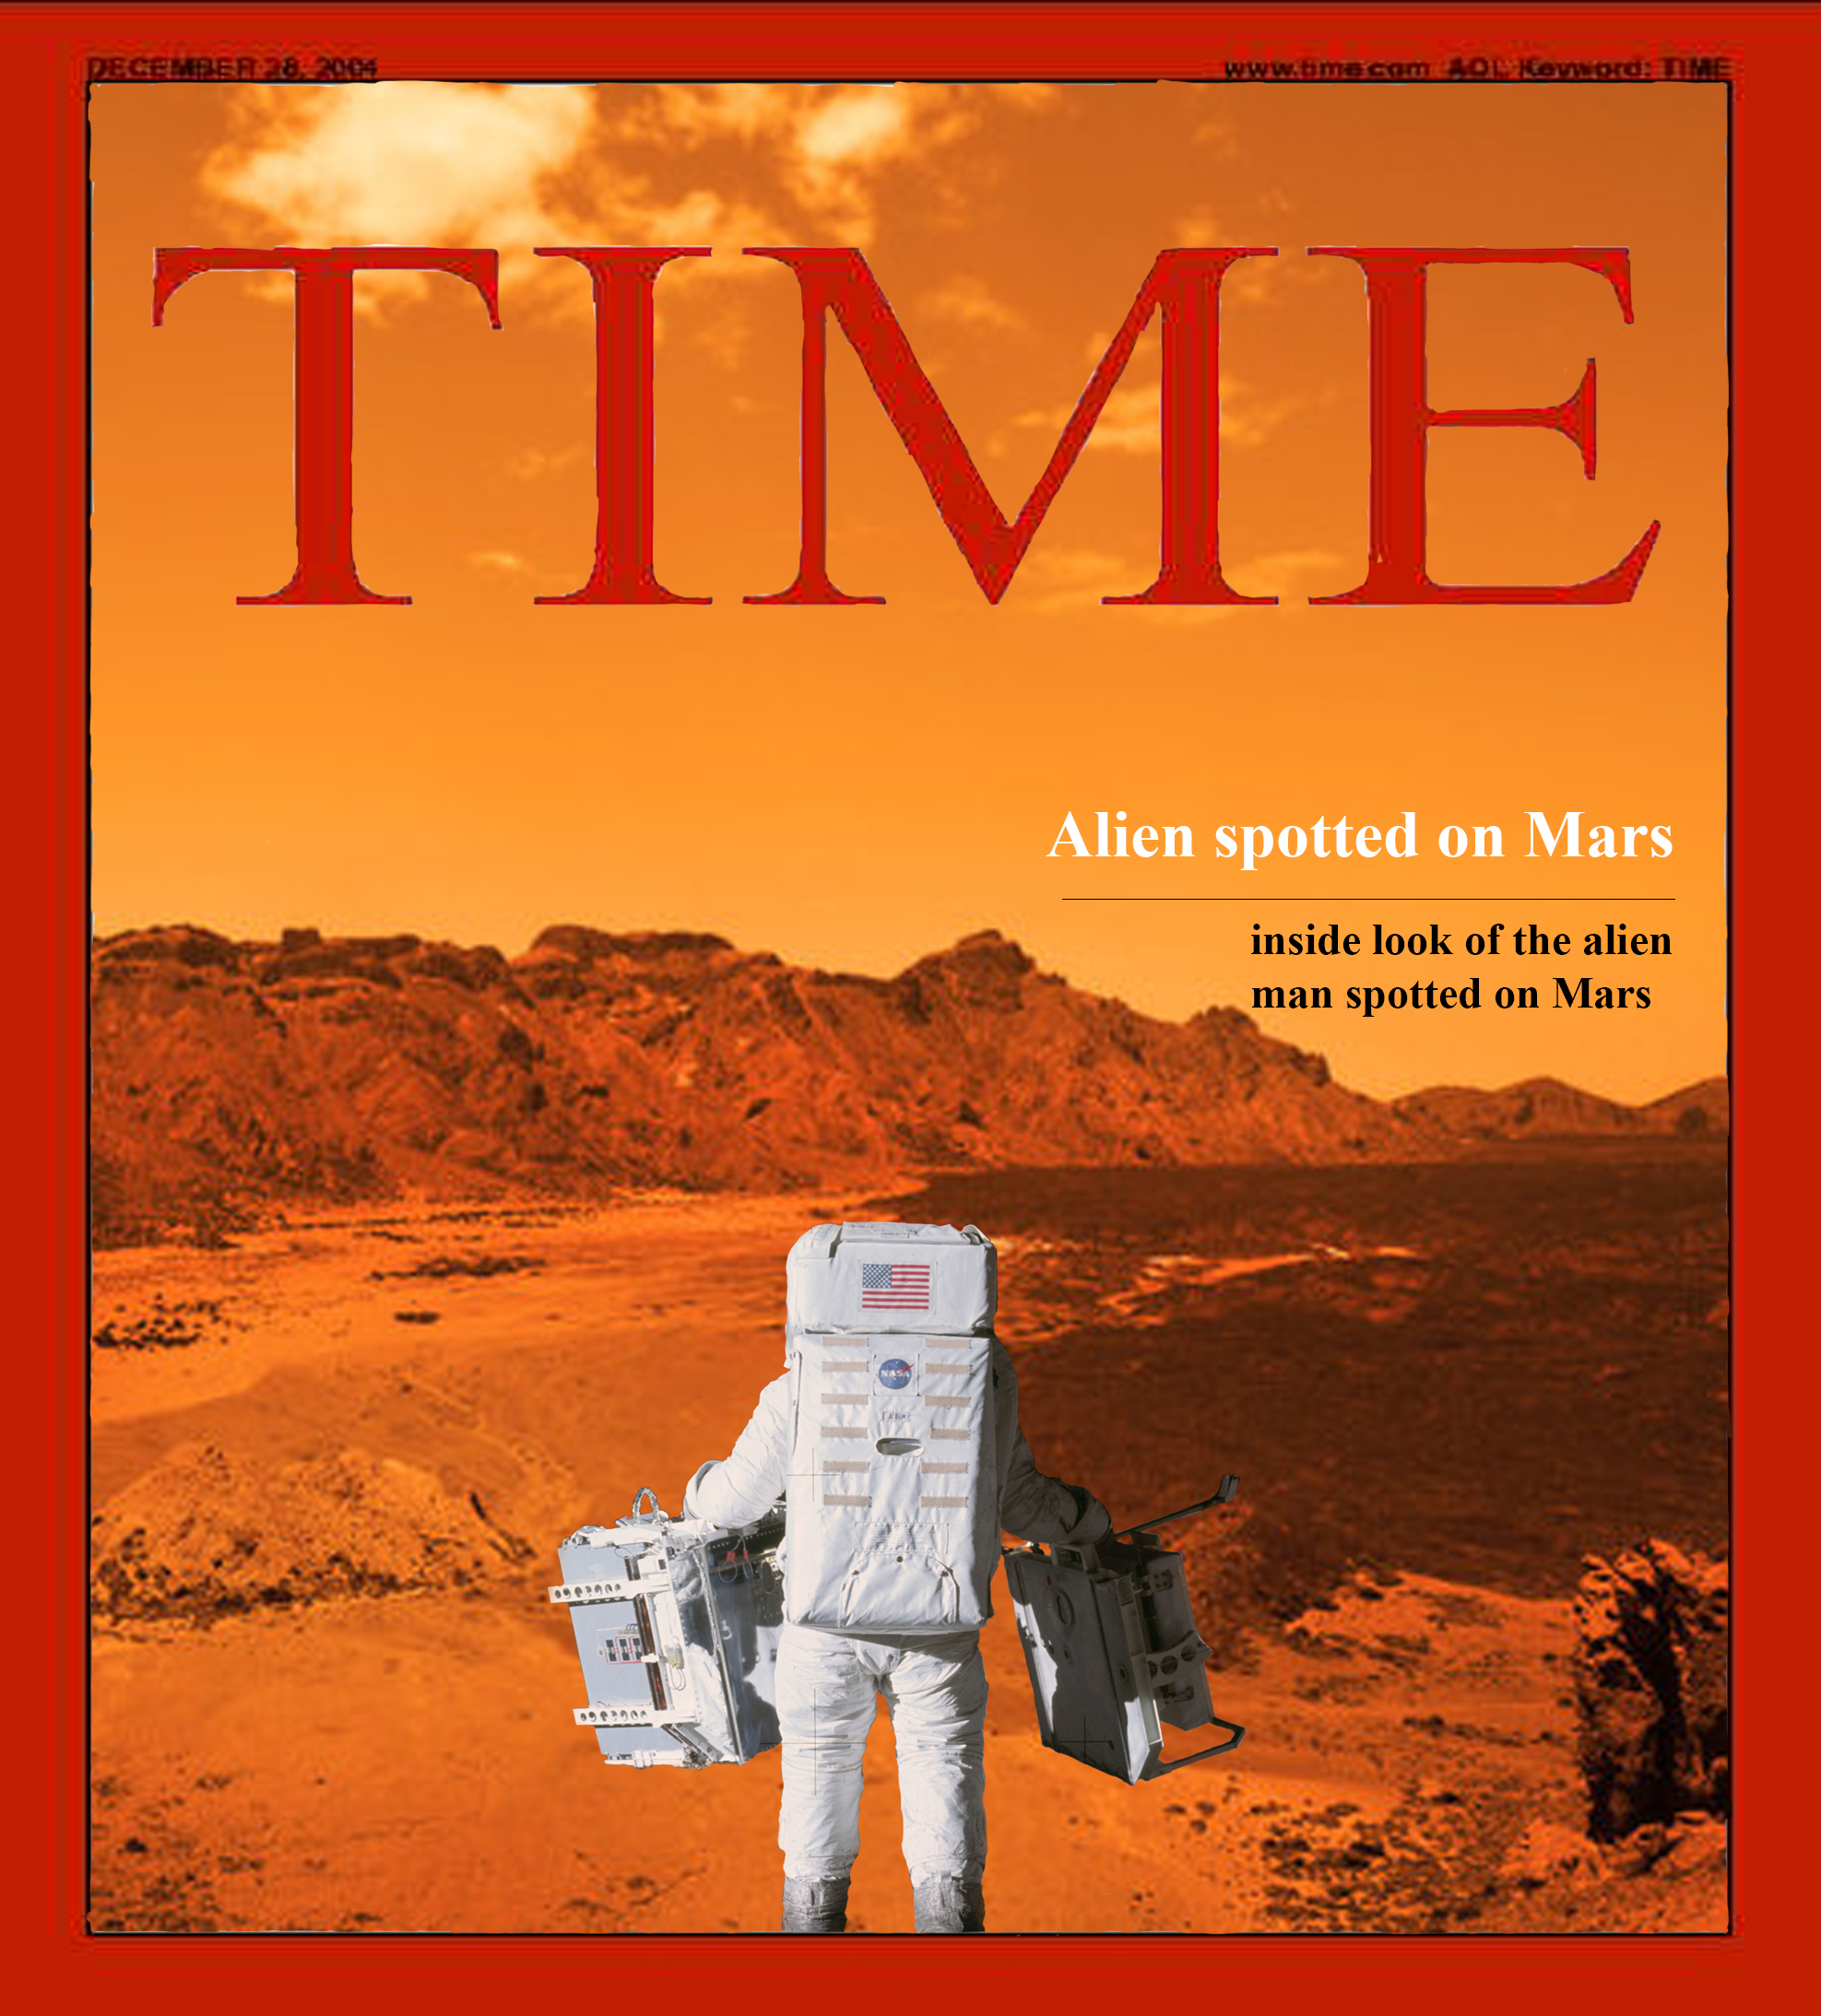 DECEMBER 28, 2004
www.time.com AOL Keyword: TIME
TIME
Alien spotted on Mars
inside look of the alien
man spotted on Mars
NASA